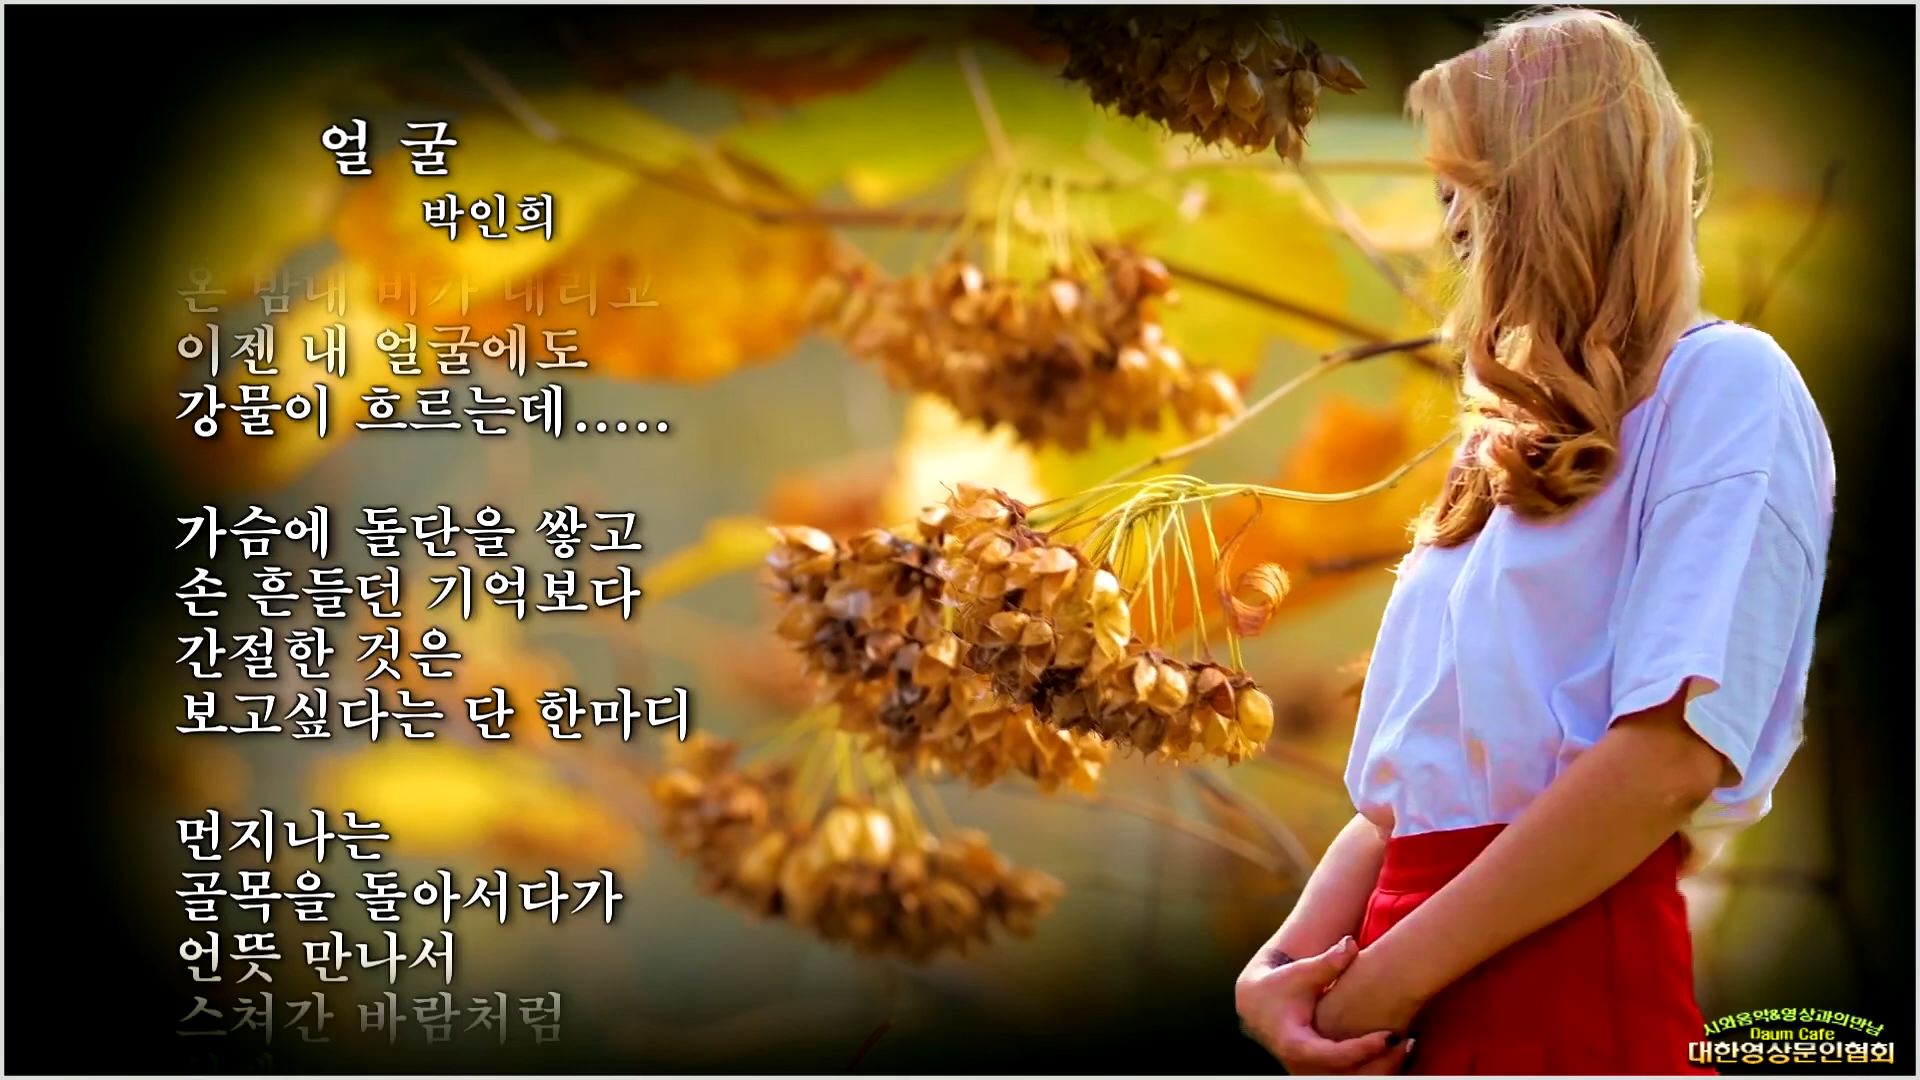 얼 굴
박인희
온 밤내 비가 내리고
이젠 내 얼굴에도
강물이 흐르는데.....
가슴에 돌단을 쌓고
손 흔들던 기억보다
간절한 것은
보고싶다는 단 한마디
먼지나는
골목을 돌아서다가
언뜻 만나서
스쳐간 바람처럼
시와음악&영상과의만남
Daum Cafe
대한영상문인협회